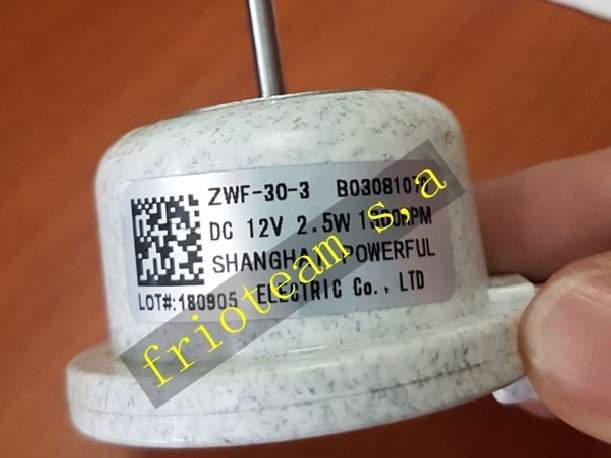 ZWF-30-3
DC 12V 2.5W
SHANGHAI POWERFUL
LOT#:180905 ELECTRIC Co., LTD
frioteam s,a